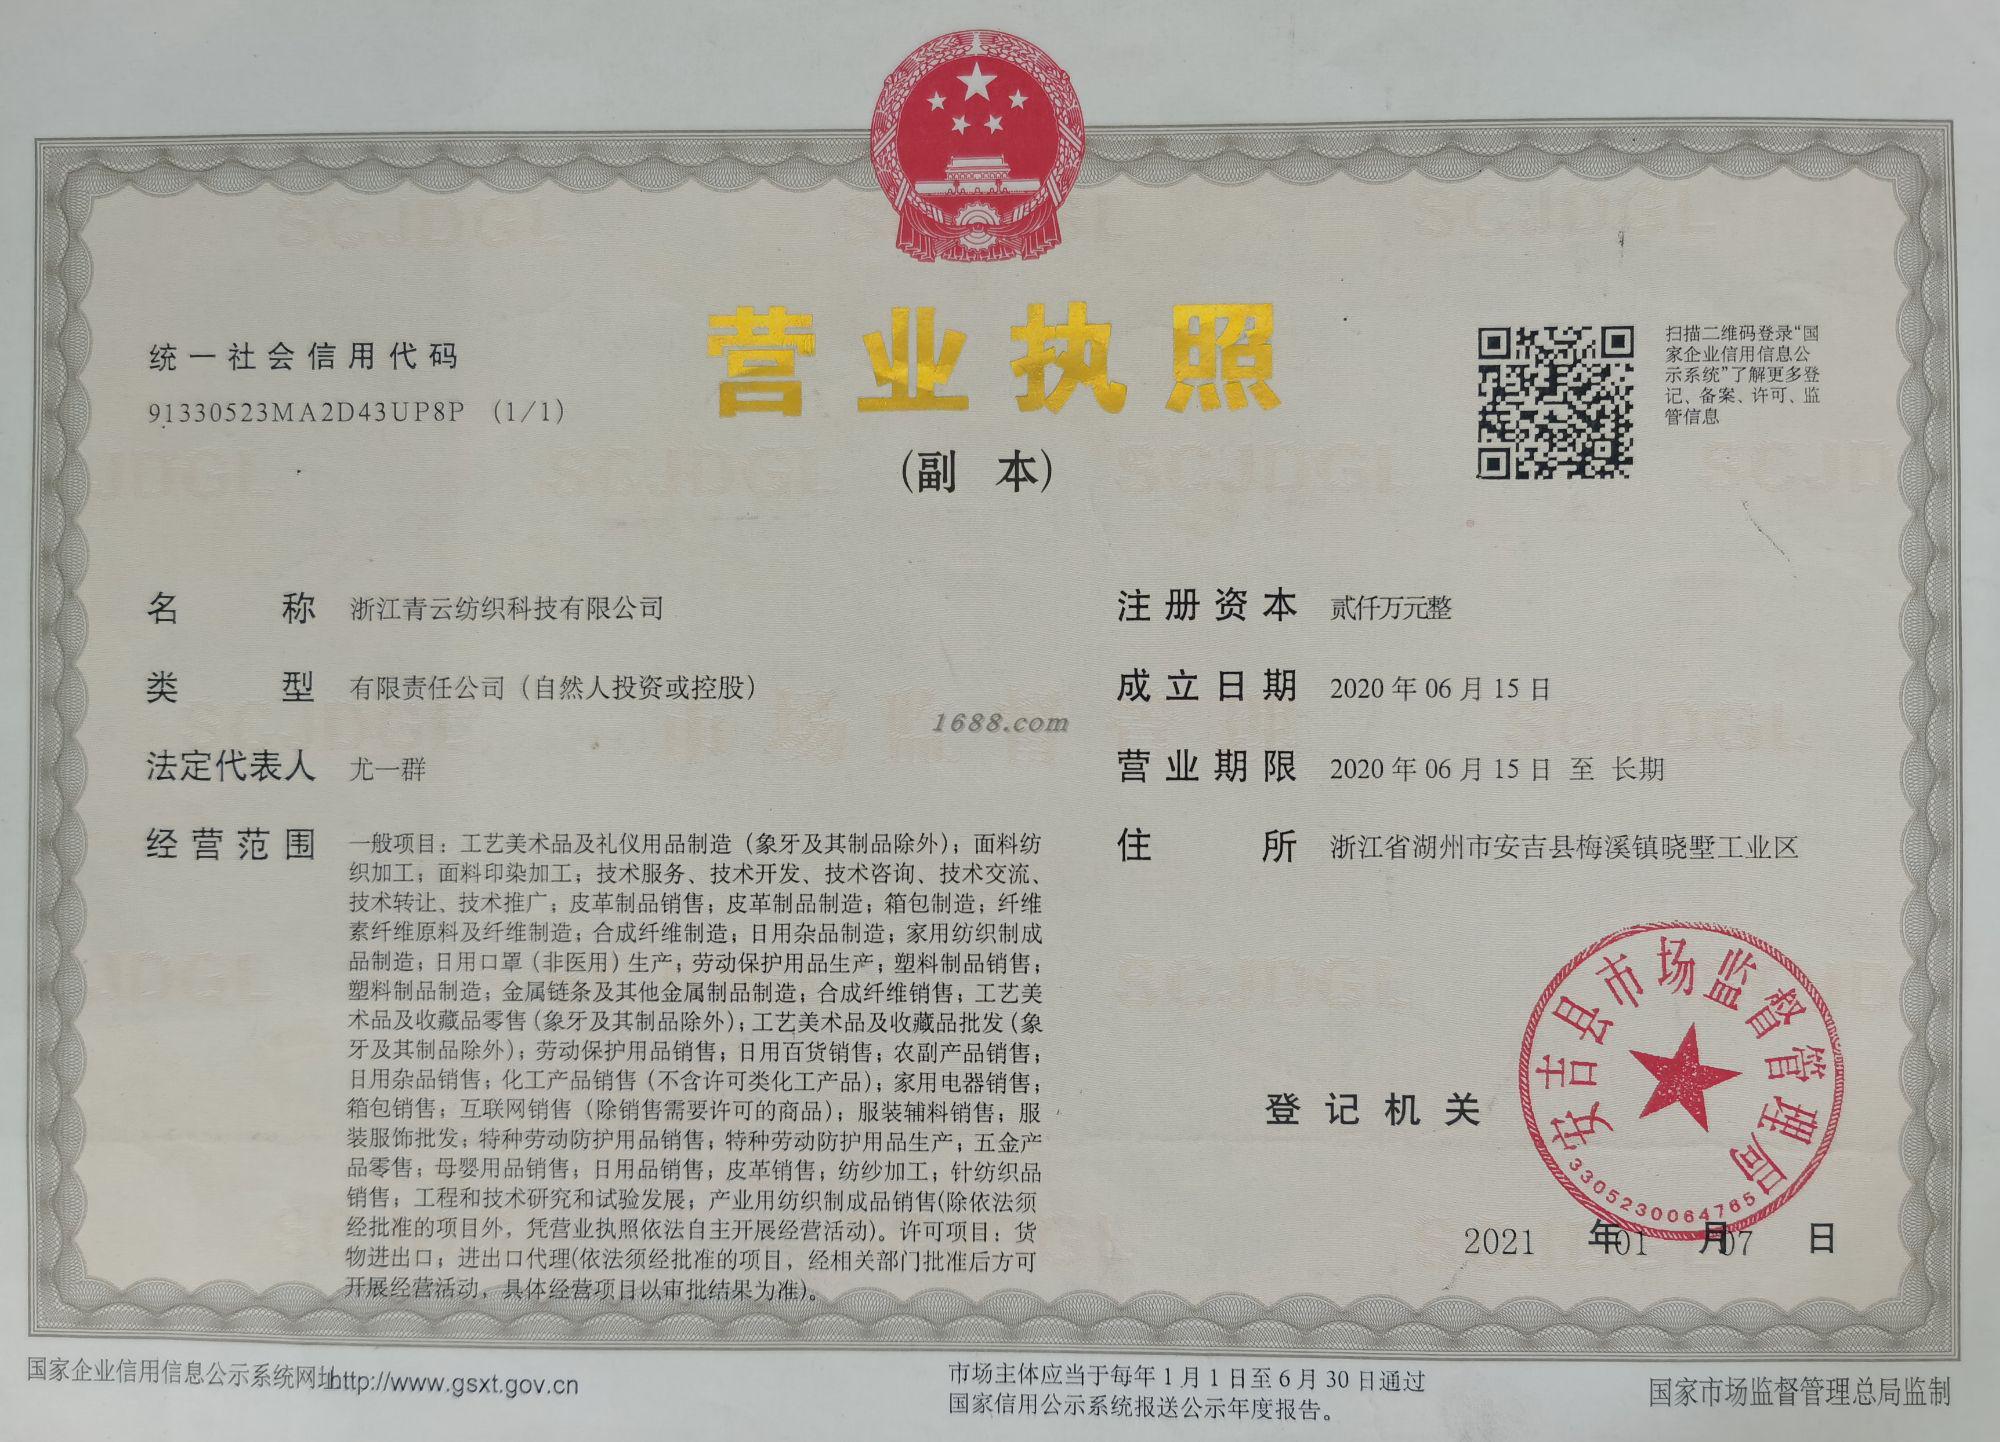 营业执照
(副 本)
统一社会信用代码
91330523MA2D43UP8P (1/1)
扫描二维码登录“国
家企业信用信息公
示系统”了解更多登
记、备案、许可、监
管信息
名称 浙江青云纺织科技有限公司
类型 有限责任公司（自然人投资或控股）
法定代表人 尤一群
经营范围 一般项目：工艺美术品及礼仪用品制造（象牙及其制品除外）；面料纺
织加工；面料印染加工；技术服务、技术开发、技术咨询、技术交流、
技术转让、技术推广；皮革制品销售；皮革制品制造；箱包制造；纤维
素纤维原料及纤维制造；合成纤维制造；日用杂品制造；家用纺织制成
品制造；日用口罩（非医用）生产；劳动保护用品生产；塑料制品销售；
塑料制品制造；金属链条及其他金属制品制造；合成纤维销售；工艺美
术品及收藏品零售（象牙及其制品除外）；工艺美术品及收藏品批发（象
牙及其制品除外）；劳动保护用品销售；日用百货销售；农副产品销售；
日用杂品销售；化工产品销售（不含许可类化工产品）；家用电器销售；
箱包销售；互联网销售（除销售需要许可的商品）；服装辅料销售；服
装服饰批发；特种劳动防护用品销售；特种劳动防护用品生产；五金产
品零售；母婴用品销售；日用品销售；皮革销售；纺纱加工；针纺织品
销售；工程和技术研究和试验发展；产业用纺织制成品销售(除依法须
经批准的项目外，凭营业执照依法自主开展经营活动)。许可项目：货
物进出口；进出口代理(依法须经批准的项目，经相关部门批准后方可
开展经营活动，具体经营项目以审批结果为准)。
注册资本 贰仟万元整
成立日期 2020 年 06 月 15 日
营业期限 2020 年 06 月 15 日 至 长期
住所 浙江省湖州市安吉县梅溪镇晓墅工业区
1688.com
登记机关
安吉县市场监督管理局
3305230064765
2021 年 01 月 07 日
国家企业信用信息公示系统网址http://www.gsxt.gov.cn
市场主体应当于每年 1 月 1 日至 6 月 30 日通过
国家信用公示系统报送公示年度报告。
国家市场监督管理总局监制